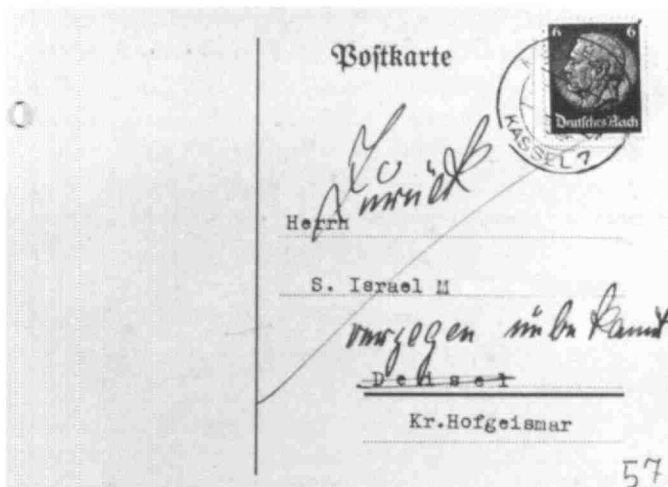 Postkarte
6 6
Deutsches Reich
KASSEL 7
Zurück
Herrn
S. Israel M
verzogen unbekannt
Deisel
Kr.Hofgeismar
57